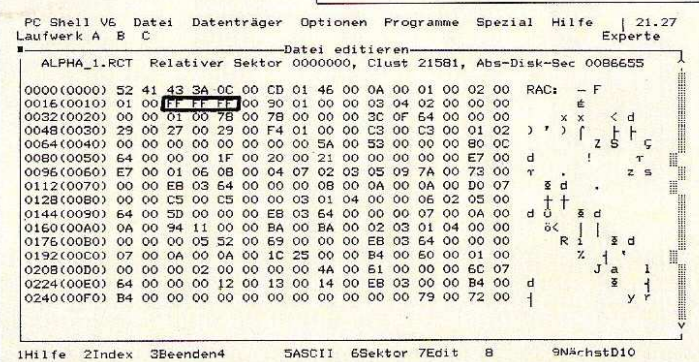 PC Shell V6 Datei Datenträger Optionen Programme Spezial Hilfe | 21.27
Laufwerk A B C Experte
Datei editieren
ALPHA_1.RCT Relativer Sektor 0000000, Clust 21581, Abs-Disk-Sec 0086655
0000(0000) 52 41 43 3A 0C 00 CD 01 46 00 0A 00 01 00 02 00 RAC: – F
0016(0010) 01 00 FF FF FF 00 90 01 00 00 03 04 02 00 00 00 É
0032(0020) 00 00 01 00 78 00 78 00 00 00 3C 0F 64 00 00 00 x x < d
0048(0030) 29 00 27 00 29 00 F4 01 00 00 C3 00 C3 00 01 02 ) ' ) ⌠ ├ ├
0064(0040) 00 00 00 00 00 00 00 00 5A 00 53 00 00 00 80 0C Z S Ç
0080(0050) 64 00 00 00 1F 00 20 00 21 00 00 00 00 00 E7 00 d ! τ
0096(0060) E7 00 01 06 0B 00 04 07 02 03 05 09 7A 00 73 00 τ . z s
0112(0070) 00 00 E8 03 64 00 00 00 08 00 0A 00 0A 00 D0 07 d .
0128(0080) 00 00 C5 00 C5 00 00 03 01 04 00 00 06 02 05 00 ┼ ┼
0144(0090) 64 00 5D 00 00 00 E8 03 64 00 00 00 07 00 0A 00 d d
0160(00A0) 0A 00 94 11 00 00 BA 00 BA 00 02 03 01 04 00 00 ö<
0176(00B0) 00 00 05 52 00 69 00 00 00 E8 03 64 00 00 00 R i d
0192(00C0) 07 00 0A 00 0A 00 1C 25 00 00 B4 00 60 00 01 00 % ┤ `
0208(00D0) 00 00 00 02 00 00 00 00 4A 00 61 00 00 00 6C 07 J a l
0224(00E0) 64 00 00 00 12 00 13 00 14 00 E8 03 00 00 B4 00 d ┤
0240(00F0) B4 00 00 00 00 00 00 00 00 00 00 00 79 00 72 00 ┤ y r
1Hilfe 2Index 3Beenden4 5ASCII 6Sektor 7Edit 8 9NächstD10